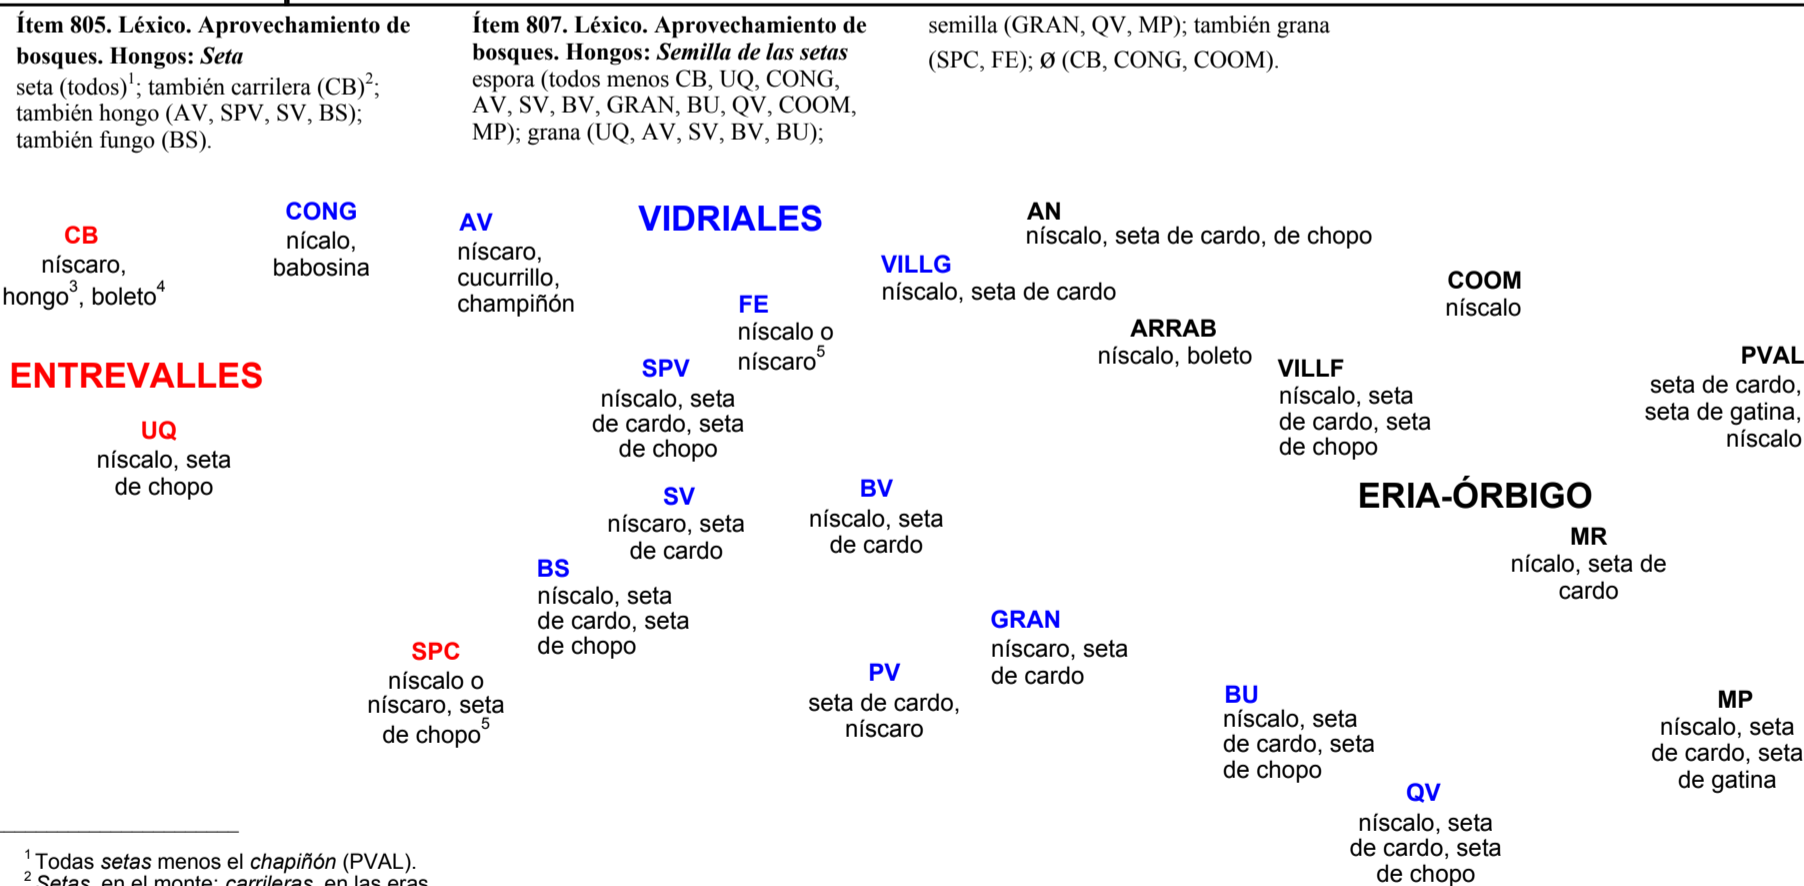 Ítem 805. Léxico. Aprovechamiento de
bosques. Hongos: Seta
seta (todos)¹; también carrilera (CB)²;
también hongo (AV, SPV, SV, BS);
también fungo (BS).
Ítem 807. Léxico. Aprovechamiento de
bosques. Hongos: Semilla de las setas
espora (todos menos CB, UQ, CONG,
AV, SV, BV, GRAN, BU, QV, COOM,
MP); grana (UQ, AV, SV, BV, BU);
semilla (GRAN, QV, MP); también grana
(SPC, FE); Ø (CB, CONG, COOM).
CB
níscaro,
hongo³, boleto⁴
CONG
nícalo,
babosina
AV
níscaro,
cucurrillo,
champiñón
VIDRIALES
FE
níscalo o
níscaro⁵
VILLG
níscalo, seta de cardo
AN
níscalo, seta de cardo, de chopo
ARRAB
níscalo, boleto
COOM
níscalo
ENTREVALLES
UQ
níscalo, seta
de chopo
SPV
níscalo, seta
de cardo, seta
de chopo
VILLF
níscalo, seta
de cardo, seta
de chopo
PVAL
seta de cardo,
seta de gatina,
níscalo
SV
níscaro, seta
de cardo
BV
níscalo, seta
de cardo
ERIA-ÓRBIGO
MR
nícalo, seta de
cardo
BS
níscalo, seta
de cardo, seta
de chopo
SPC
níscalo o
níscaro, seta
de chopo⁵
GRAN
níscaro, seta
de cardo
PV
seta de cardo,
níscaro
BU
níscalo, seta
de cardo, seta
de chopo
MP
níscalo, seta
de cardo, seta
de gatina
QV
níscalo, seta
de cardo, seta
de chopo
¹ Todas setas menos el chapiñón (PVAL).
² Setas, en el monte; carrileras, en las eras